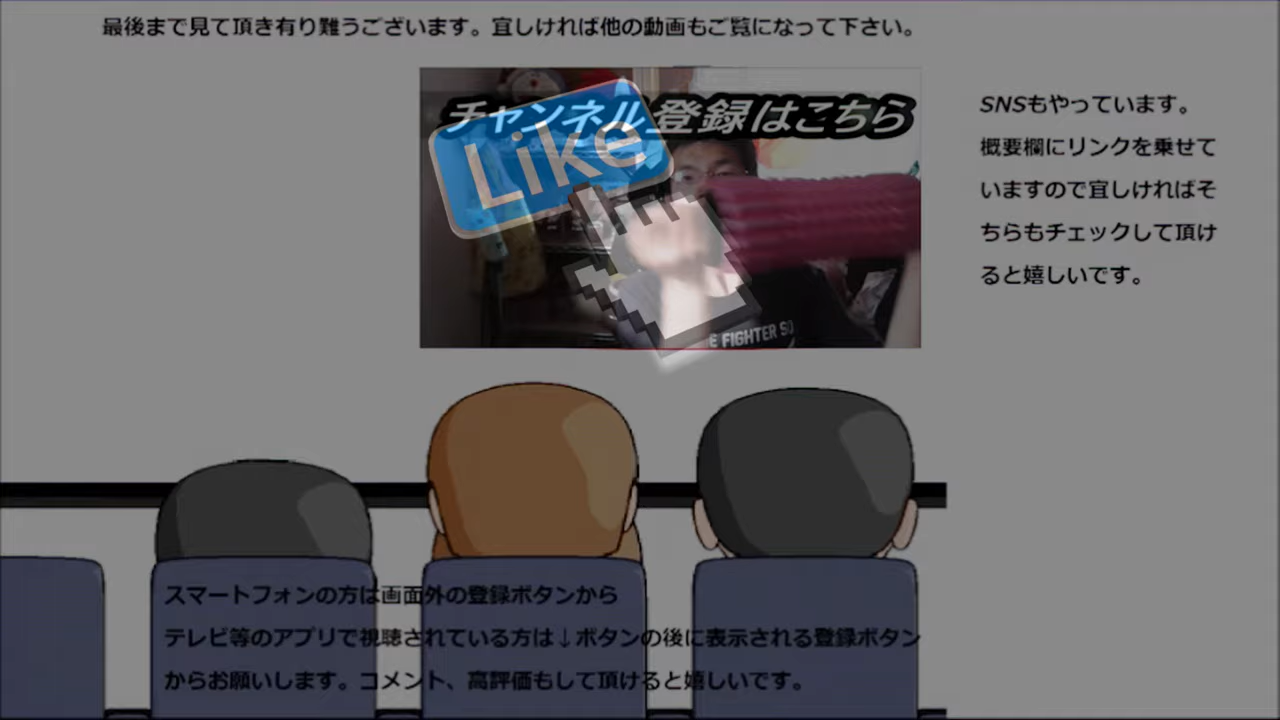 最後まで見て頂き有り難うございます。宜しければ他の動画もご覧になって下さい。
チャンネル登録はこちら
Like
SNSもやっています。
概要欄にリンクを乗せて
いますので宜しければそ
ちらもチェックして頂け
ると嬉しいです。
E FIGHTER SO
スマートフォンの方は画面外の登録ボタンから
テレビ等のアプリで視聴されている方は↓ボタンの後に表示される登録ボタン
からお願いします。コメント、高評価もして頂けると嬉しいです。